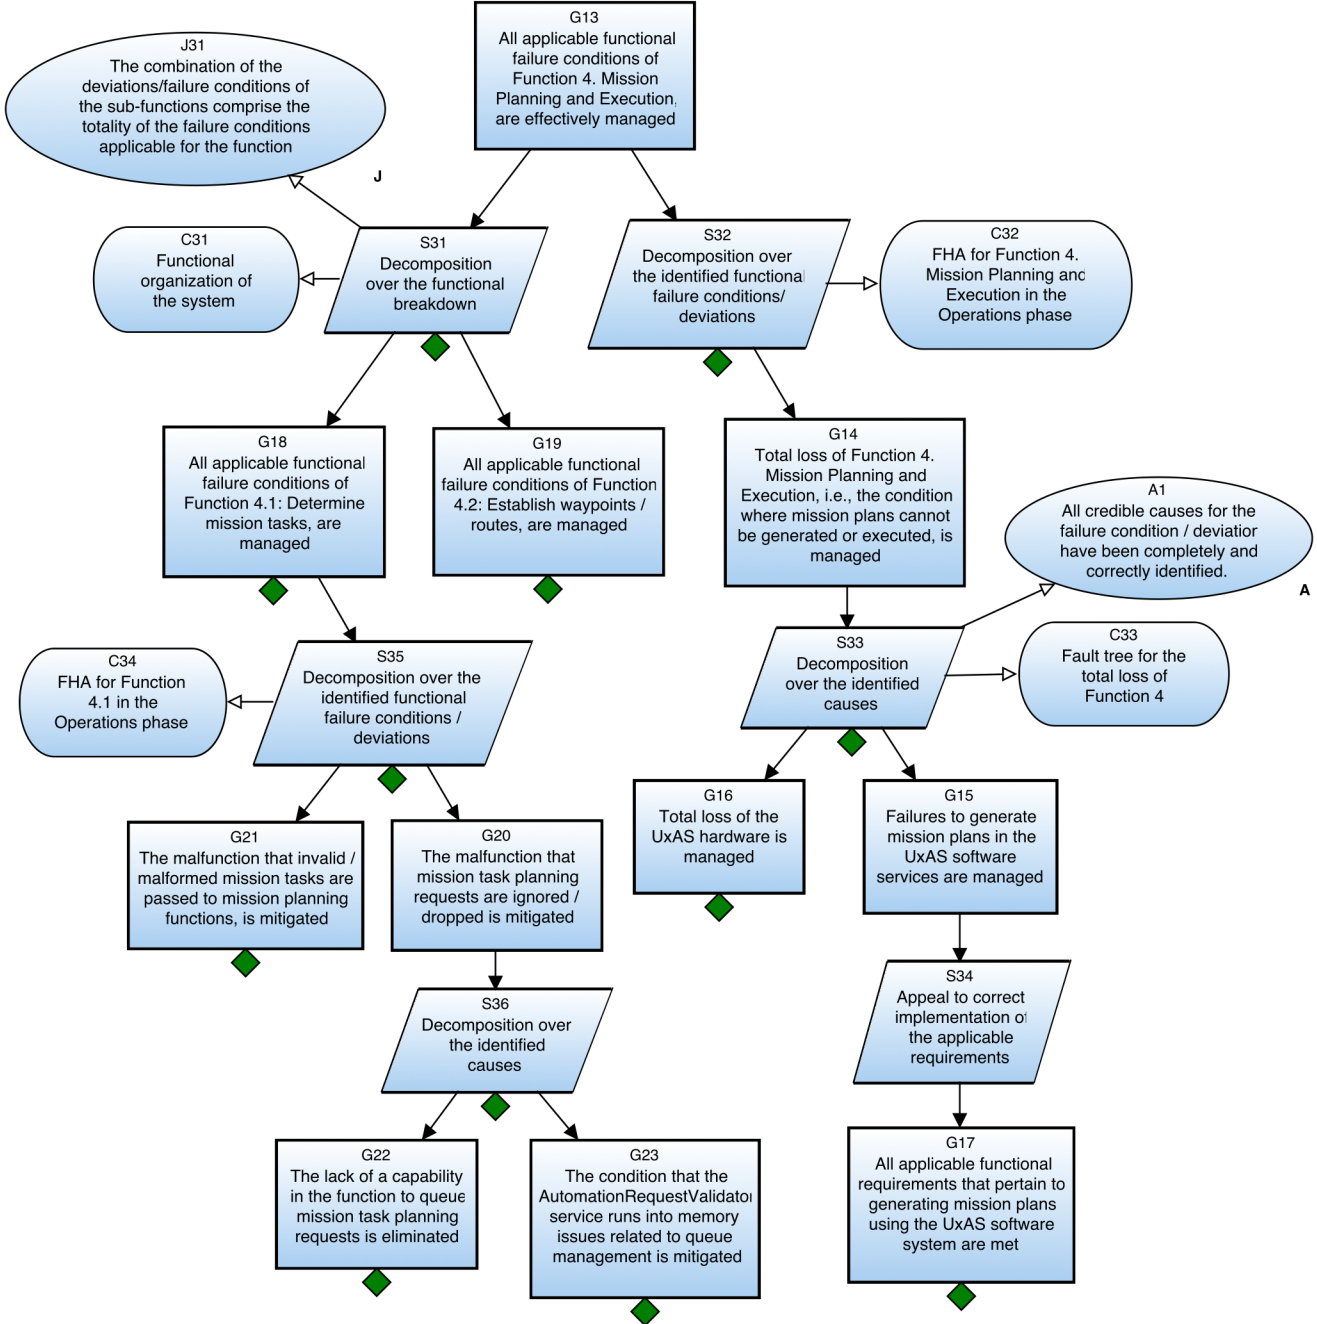 G13
All applicable functional
failure conditions of
Function 4. Mission
Planning and Execution,
are effectively managed
J31
The combination of the
deviations/failure conditions of
the sub-functions comprise the
totality of the failure conditions
applicable for the function
J
C31
Functional
organization of
the system
S31
Decomposition
over the functional
breakdown
S32
Decomposition over
the identified functional
failure conditions/
deviations
C32
FHA for Function 4.
Mission Planning and
Execution in the
Operations phase
G18
All applicable functional
failure conditions of
Function 4.1: Determine
mission tasks, are
managed
G19
All applicable functional
failure conditions of Function
4.2: Establish waypoints /
routes, are managed
G14
Total loss of Function 4.
Mission Planning and
Execution, i.e., the condition
where mission plans cannot
be generated or executed, is
managed
A1
All credible causes for the
failure condition / deviation
have been completely and
correctly identified.
A
C34
FHA for Function
4.1 in the
Operations phase
S35
Decomposition over the
identified functional
failure conditions /
deviations
S33
Decomposition
over the identified
causes
C33
Fault tree for the
total loss of
Function 4
G21
The malfunction that invalid /
malformed mission tasks are
passed to mission planning
functions, is mitigated
G20
The malfunction that
mission task planning
requests are ignored /
dropped is mitigated
G16
Total loss of the
UxAS hardware is
managed
G15
Failures to generate
mission plans in the
UxAS software
services are managed
S36
Decomposition over
the identified
causes
S34
Appeal to correct
implementation of
the applicable
requirements
G22
The lack of a capability
in the function to queue
mission task planning
requests is eliminated
G23
The condition that the
AutomationRequestValidator
service runs into memory
issues related to queue
management is mitigated
G17
All applicable functional
requirements that pertain to
generating mission plans
using the UxAS software
system are met